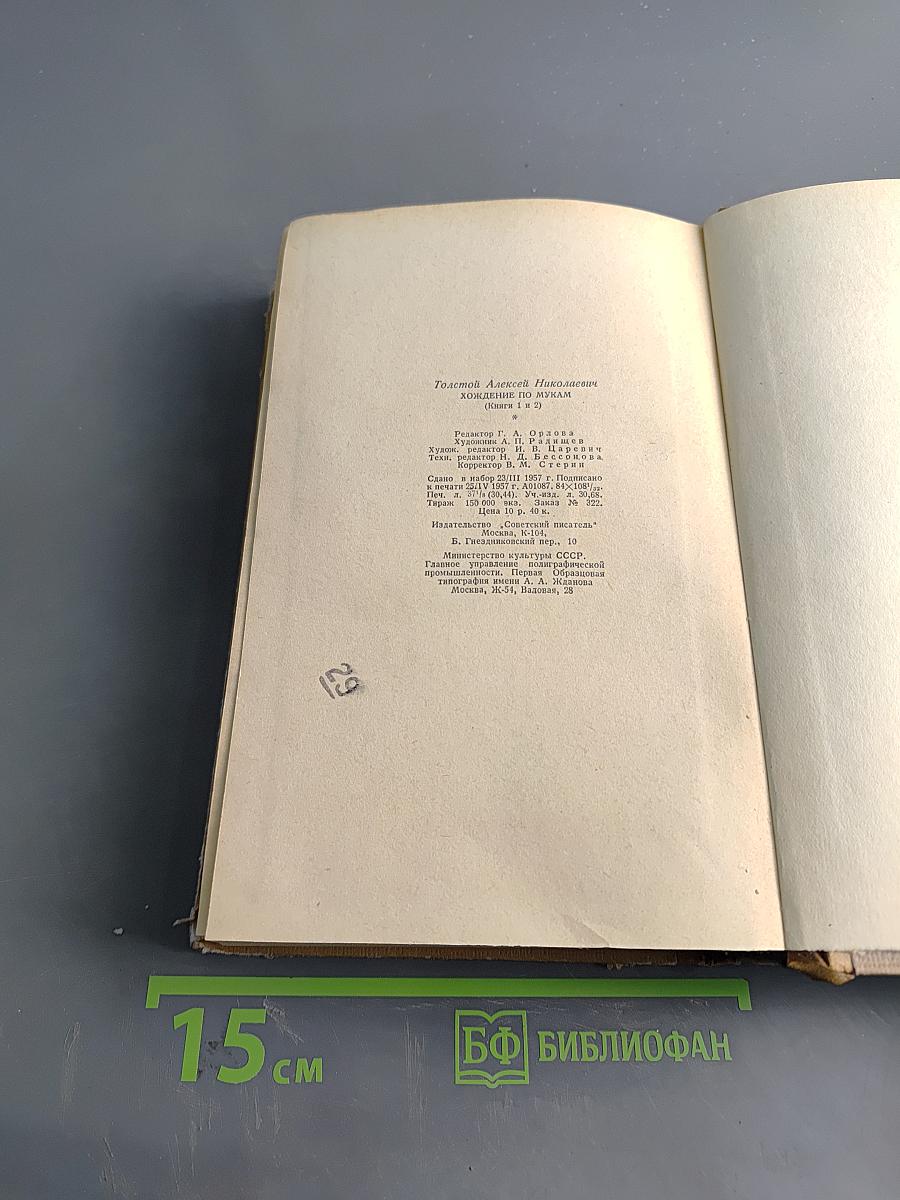 Толстой Алексей Николаевич
ХОЖДЕНИЕ ПО МУКАМ
(Книги 1 и 2)
*
Редактор Г. А. Орлова
Художник А. П. Радищев
Худож. редактор И. В. Царевич
Техн. редактор Н. Д. Бессонова
Корректор В. М. Стерин
Сдано в набор 23/III 1957 г. Подписано
к печати 25/IV 1957 г. А01087. 84×108¹/₃₂.
Печ. л. 37¹/₈ (30,44). Уч.-изд. л. 30,68.
Тираж 150 000 экз. Заказ № 322.
Цена 10 р. 40 к.
Издательство „Советский писатель“
Москва, К-104,
Б. Гнездниковский пер., 10
Министерство культуры СССР.
Главное управление полиграфической
промышленности. Первая Образцовая
типография имени А. А. Жданова
Москва, Ж-54, Валовая, 28
29
15 см
БФ БИБЛИОФАН